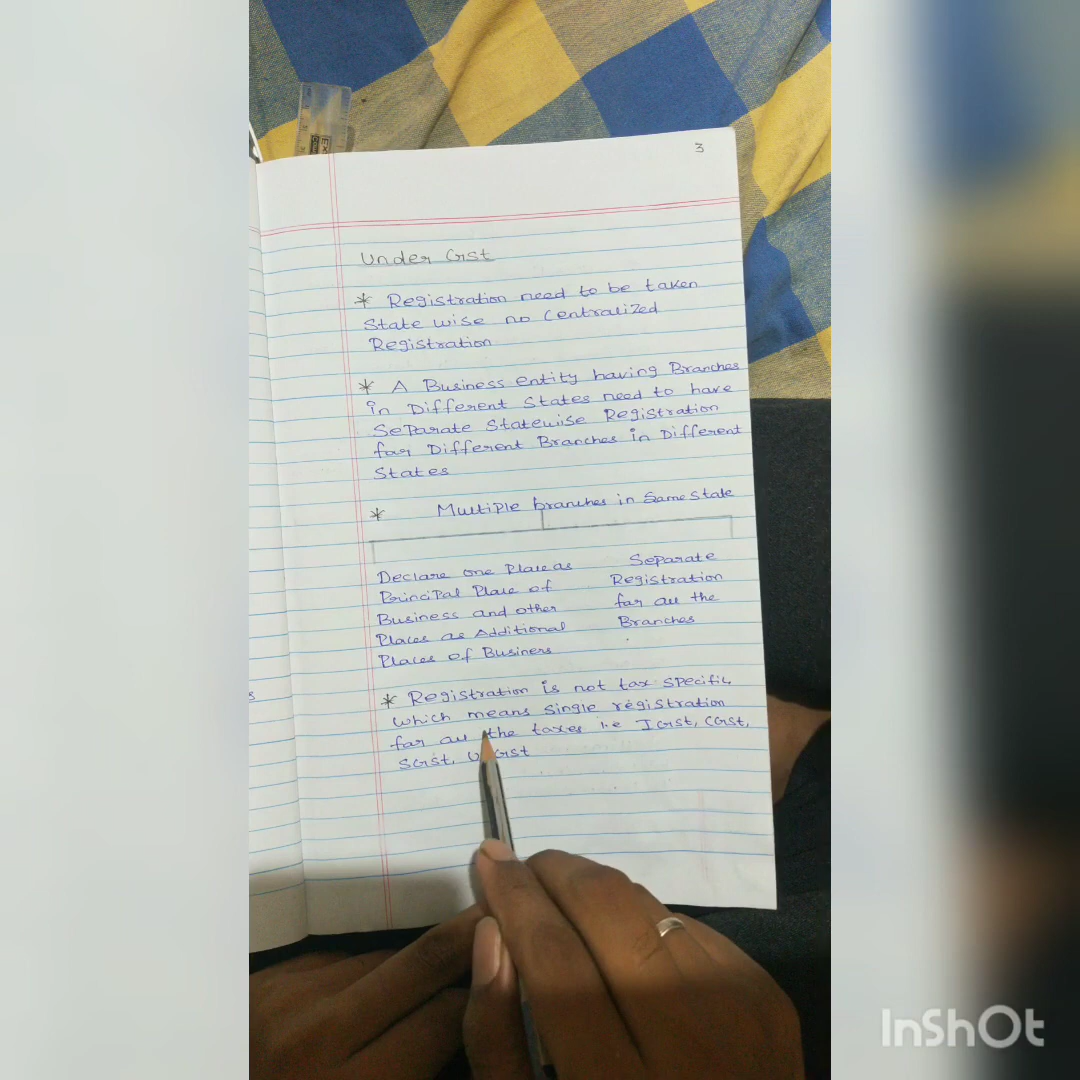 3
Under GST
* Registration need to be taken
State wise no Centralized
Registration
* A Business entity having Branches
in Different States need to have
Separate Statewise Registration
for Different Branches in Different
States
* Multiple branches in Same State
Declare one Place as
Principal Place of
Business and other
Places as Additional
Places of Business
Separate
Registration
for all the
Branches
* Registration is not tax specific
which means single registration
for all the taxes i.e IGST, CGST,
SGST, UTGST
InShOt